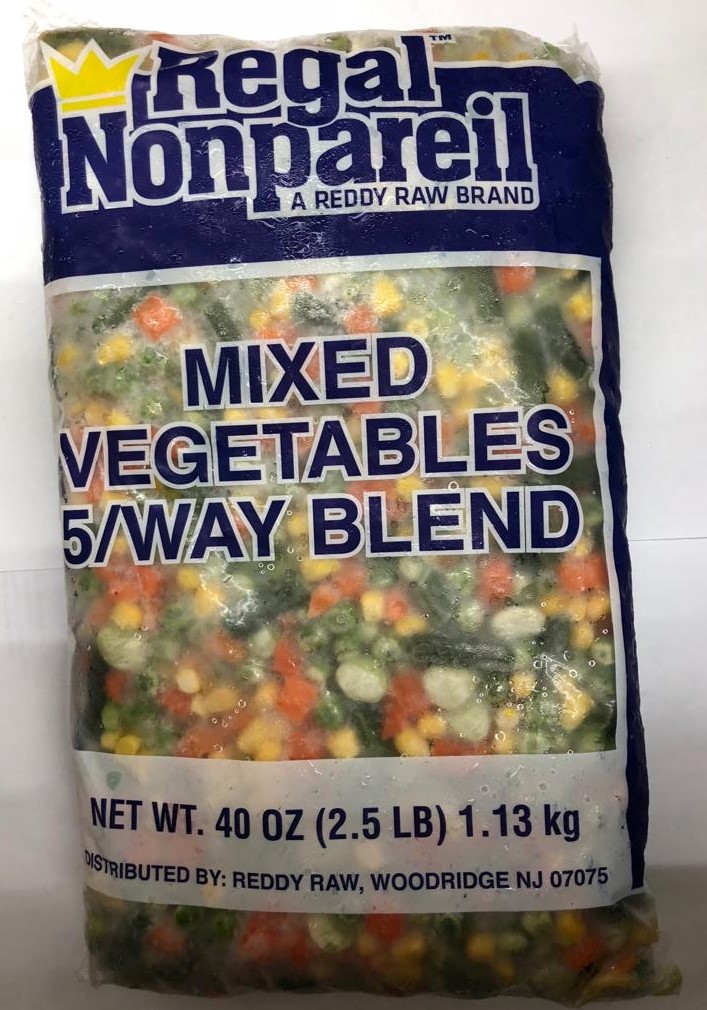 Regal™
Nonpareil
A REDDY RAW BRAND
MIXED
VEGETABLES
5/WAY BLEND
NET WT. 40 OZ (2.5 LB) 1.13 kg
DISTRIBUTED BY: REDDY RAW, WOODRIDGE NJ 07075